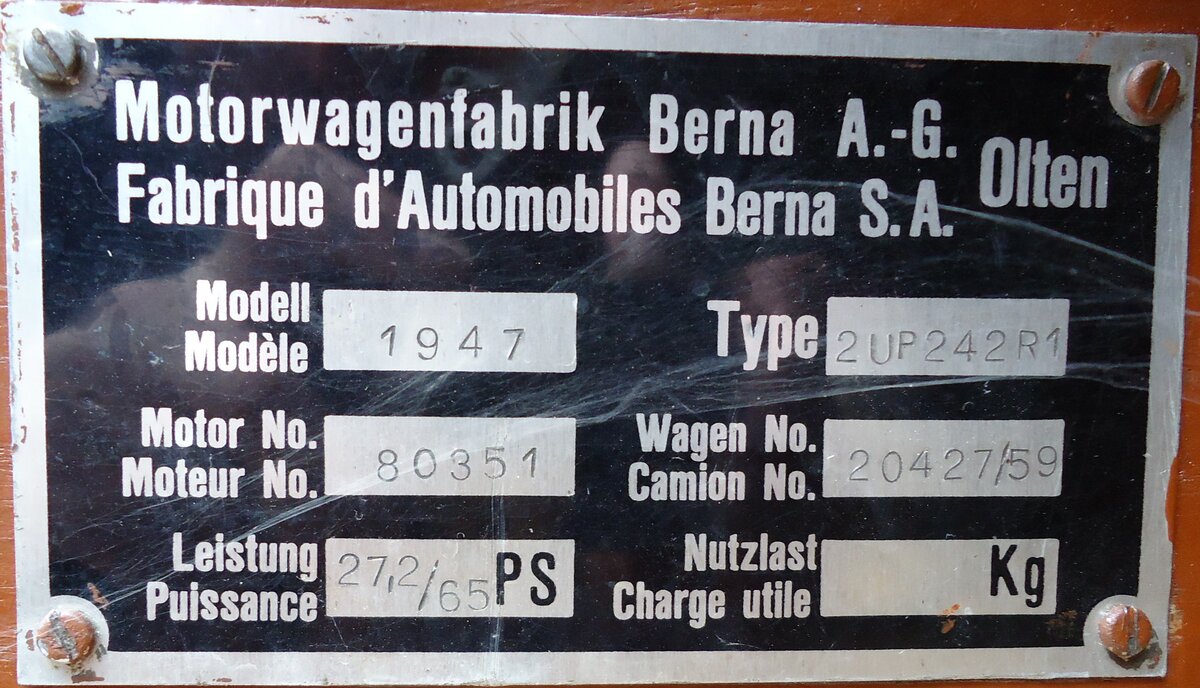 Motorwagenfabrik Berna A.-G. Olten
Fabrique d'Automobiles Berna S.A.
Modell
Modèle 1947
Type 2UP242R1
Motor No.
Moteur No. 80351
Wagen No.
Camion No. 20427/59
Leistung
Puissance 27,2/65 PS
Nutzlast
Charge utile Kg